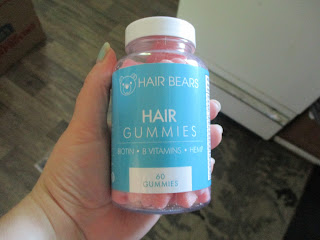 HAIR BEARS
HAIR
GUMMIES
BIOTIN • B VITAMINS • HEMP
60
GUMMIES